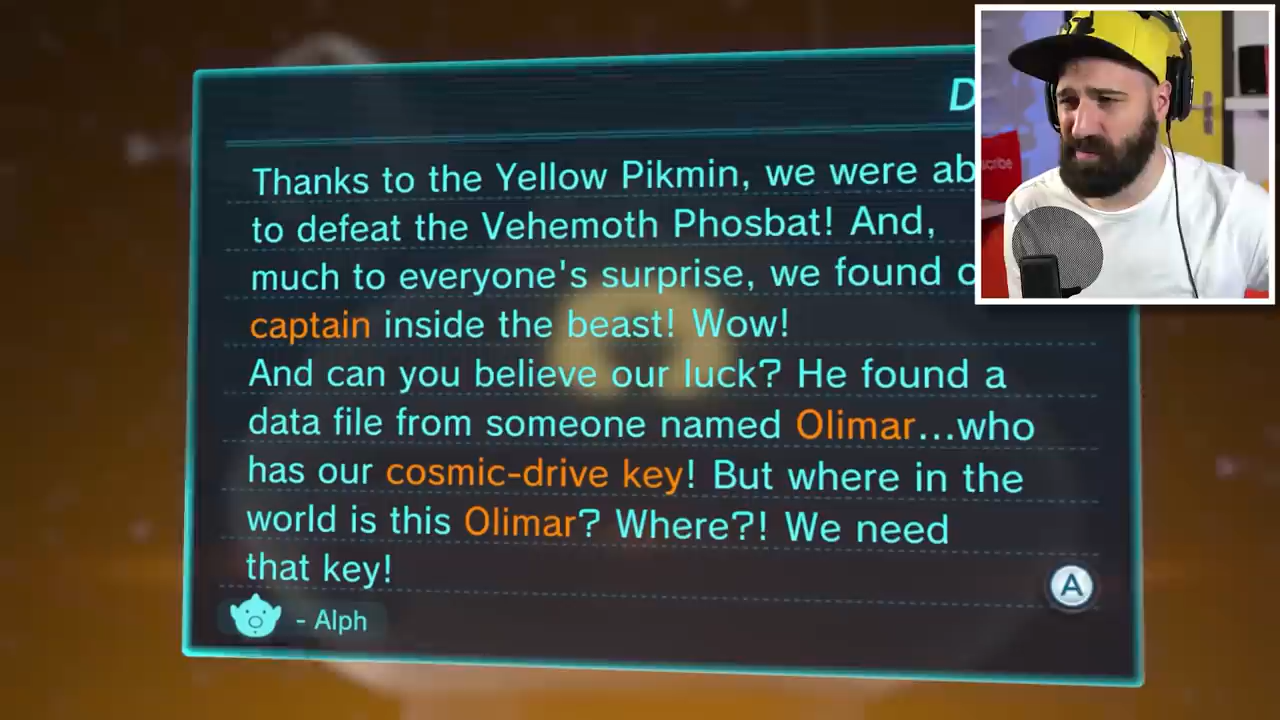 D
Thanks to the Yellow Pikmin, we were ab
to defeat the Vehemoth Phosbat! And,
much to everyone's surprise, we found o
captain inside the beast! Wow!
And can you believe our luck? He found a
data file from someone named Olimar...who
has our cosmic-drive key! But where in the
world is this Olimar? Where?! We need
that key!
A
- Alph
scribe